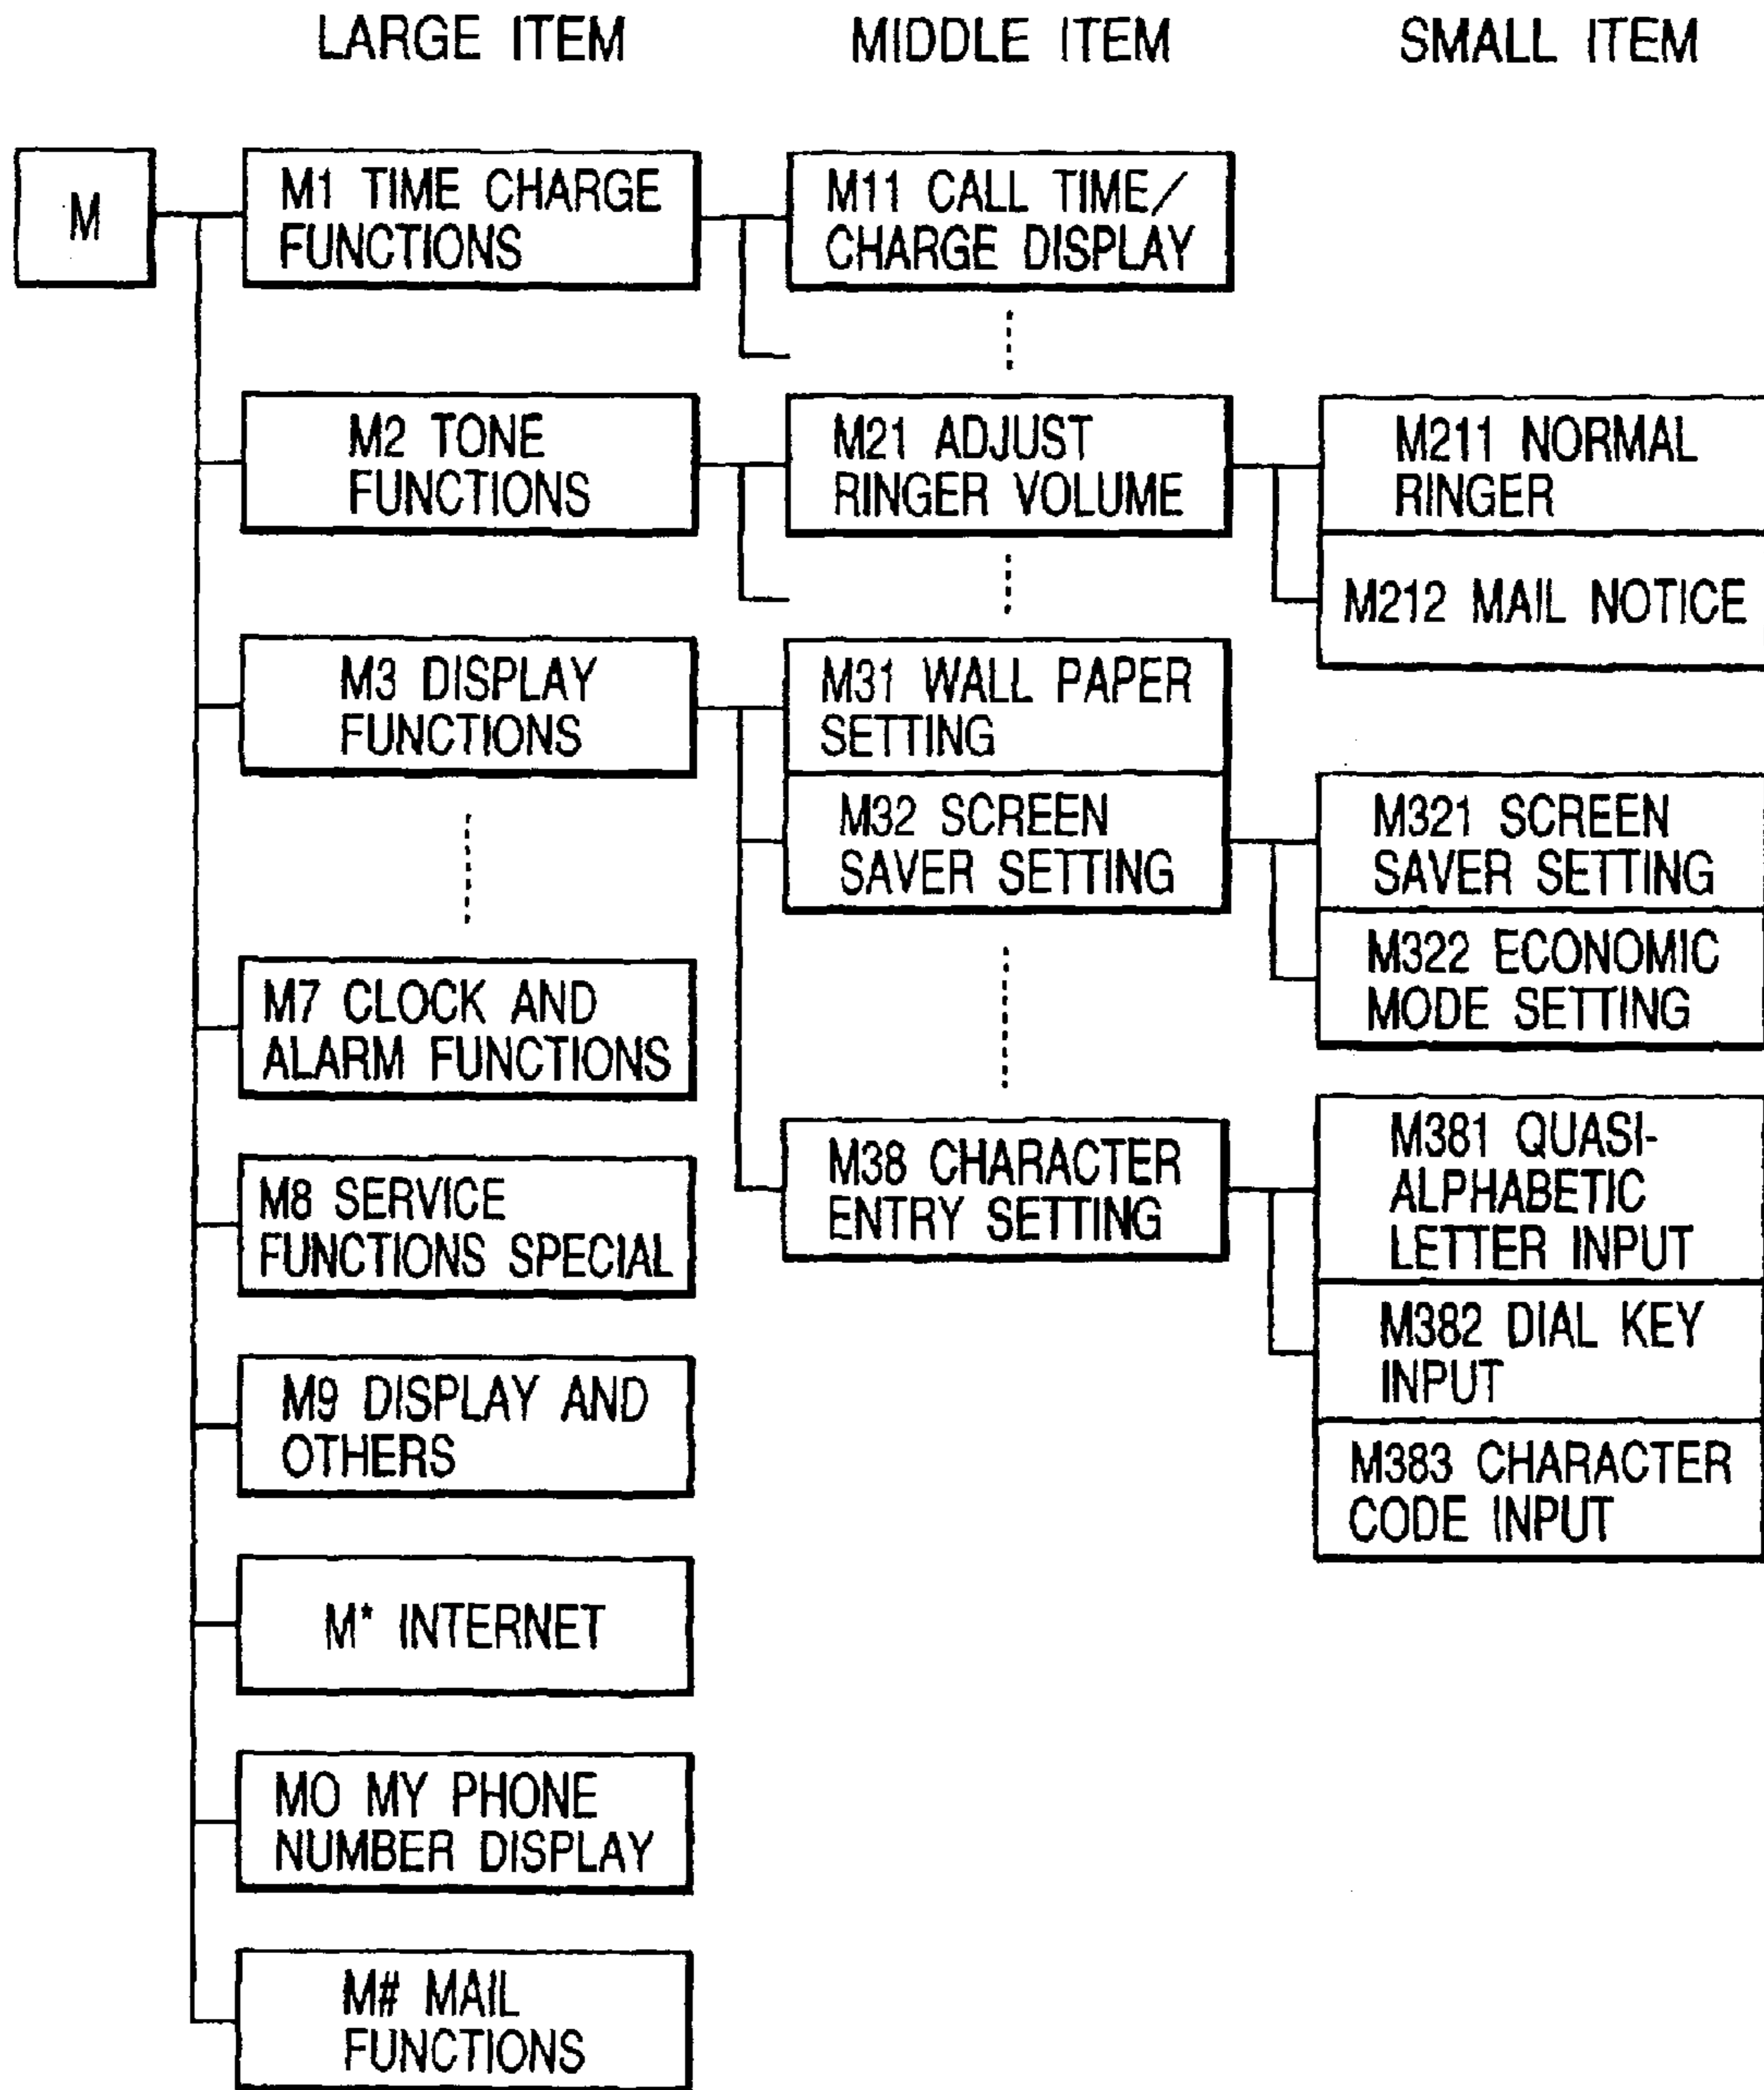 LARGE ITEM
MIDDLE ITEM
SMALL ITEM
M
M1 TIME CHARGE
FUNCTIONS
M11 CALL TIME/
CHARGE DISPLAY
M2 TONE
FUNCTIONS
M21 ADJUST
RINGER VOLUME
M211 NORMAL
RINGER
M212 MAIL NOTICE
M3 DISPLAY
FUNCTIONS
M31 WALL PAPER
SETTING
M32 SCREEN
SAVER SETTING
M321 SCREEN
SAVER SETTING
M322 ECONOMIC
MODE SETTING
M38 CHARACTER
ENTRY SETTING
M381 QUASI-
ALPHABETIC
LETTER INPUT
M382 DIAL KEY
INPUT
M383 CHARACTER
CODE INPUT
M7 CLOCK AND
ALARM FUNCTIONS
M8 SERVICE
FUNCTIONS SPECIAL
M9 DISPLAY AND
OTHERS
M* INTERNET
M0 MY PHONE
NUMBER DISPLAY
M# MAIL
FUNCTIONS